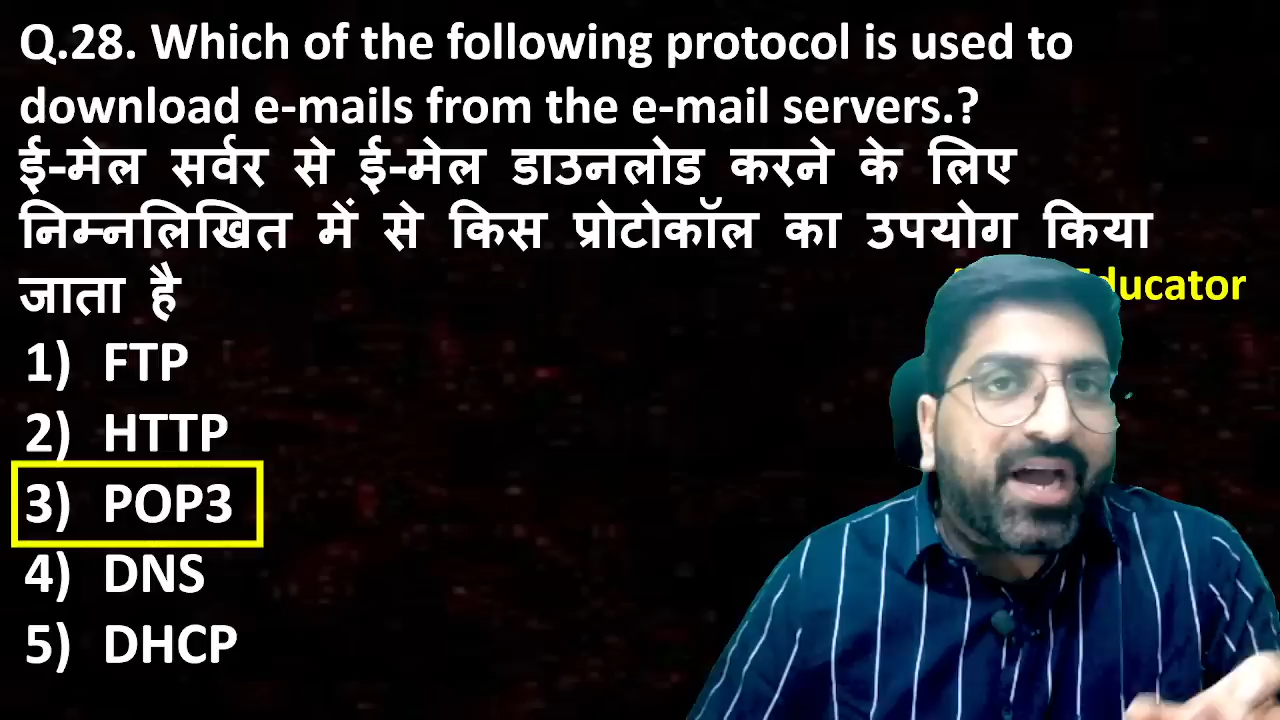 Q.28. Which of the following protocol is used to
download e-mails from the e-mail servers.?
ई-मेल सर्वर से ई-मेल डाउनलोड करने के लिए
निम्नलिखित में से किस प्रोटोकॉल का उपयोग किया
जाता है
Educator
1) FTP
2) HTTP
3) POP3
4) DNS
5) DHCP